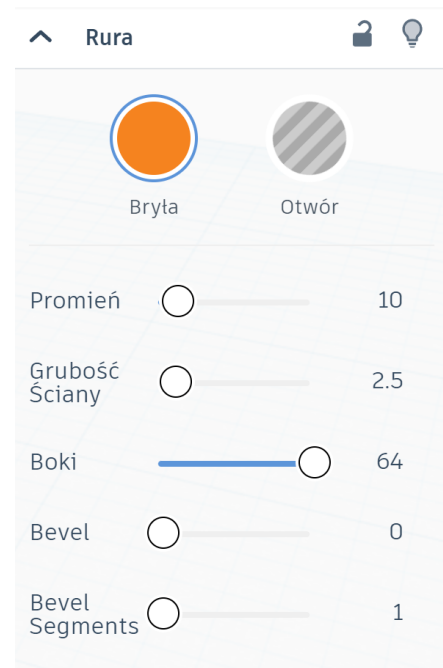 Rura
Bryła Otwór
Promień 10
Grubość
Ściany 2.5
Boki 64
Bevel 0
Bevel
Segments 1